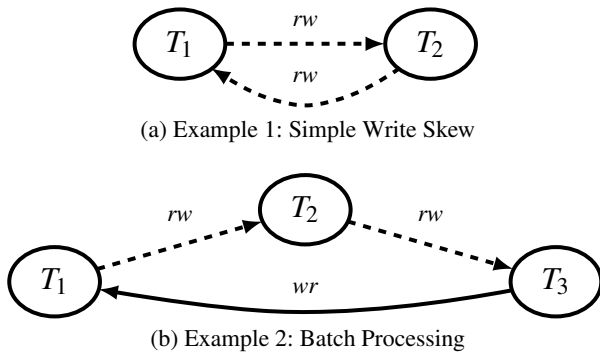 rw
T1 T2
rw
(a) Example 1: Simple Write Skew
T2
rw rw
T1 T3
wr
(b) Example 2: Batch Processing